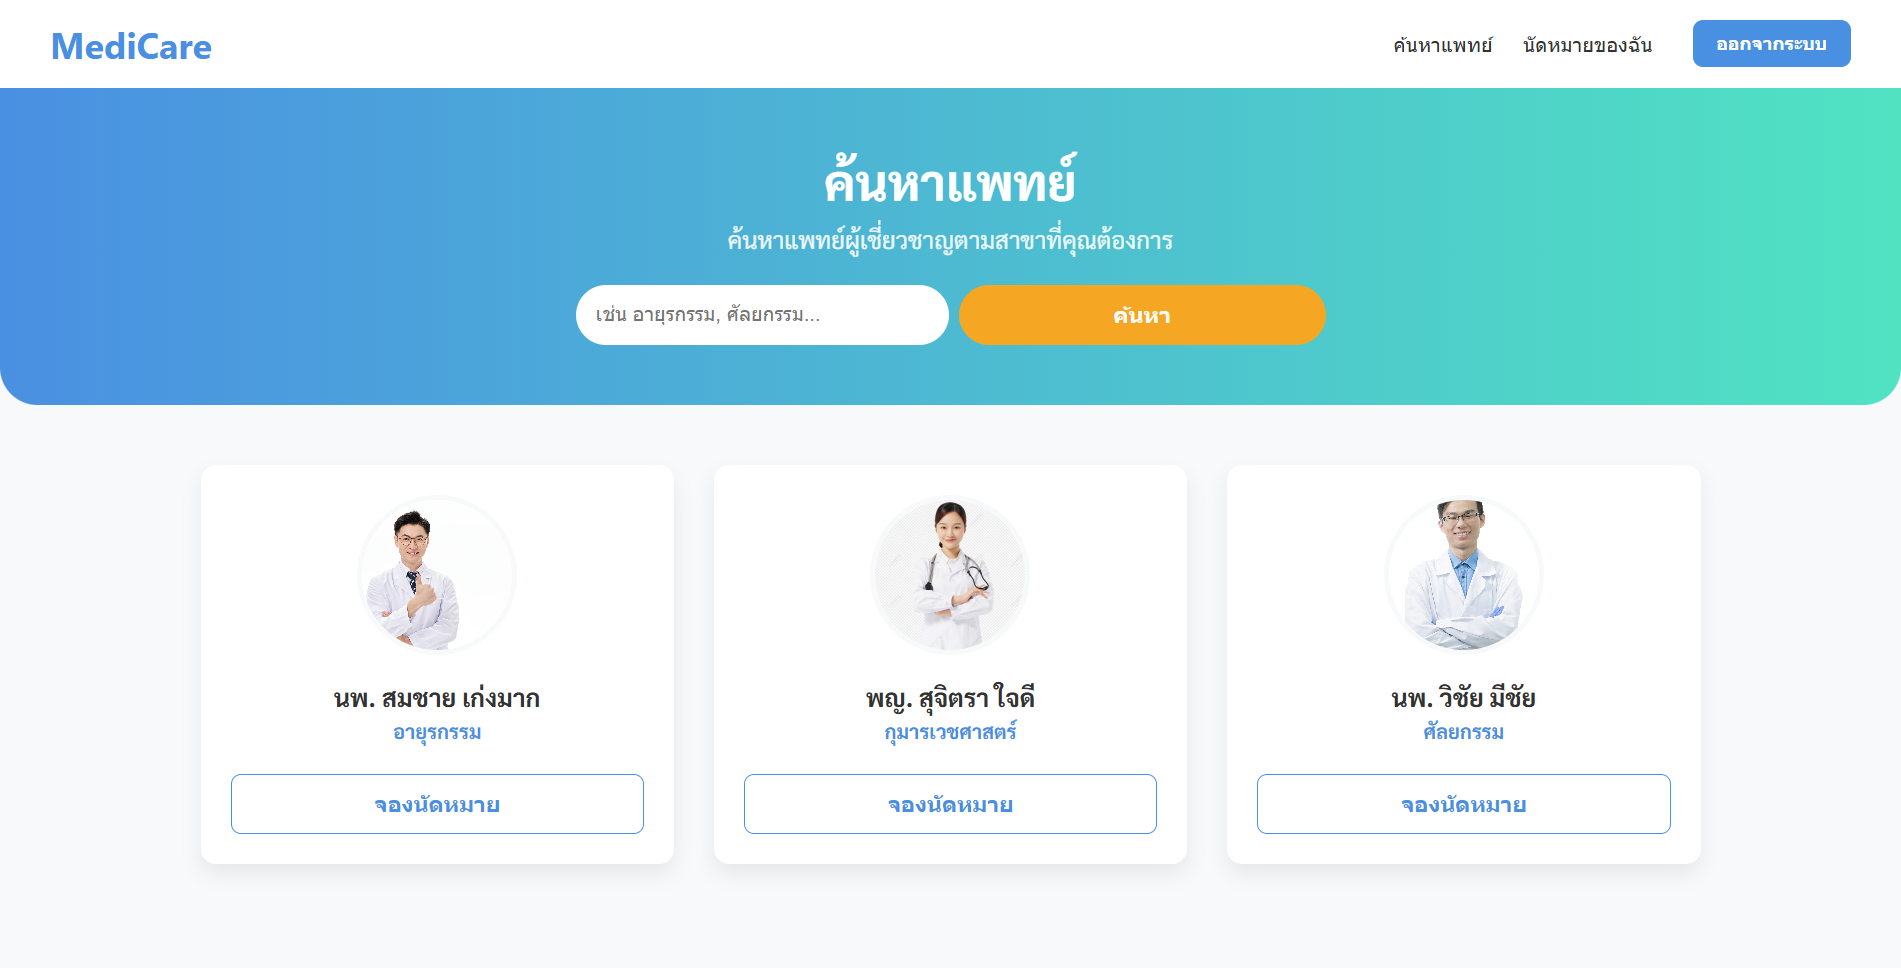 MediCare
ค้นหาแพทย์
นัดหมายของฉัน
ออกจากระบบ
ค้นหาแพทย์
ค้นหาแพทย์ผู้เชี่ยวชาญตามสาขาที่คุณต้องการ
เช่น อายุรกรรม, ศัลยกรรม...
ค้นหา
นพ. สมชาย เก่งมาก
อายุรกรรม
จองนัดหมาย
พญ. สุจิตรา ใจดี
กุมารเวชศาสตร์
จองนัดหมาย
นพ. วิชัย มีชัย
ศัลยกรรม
จองนัดหมาย